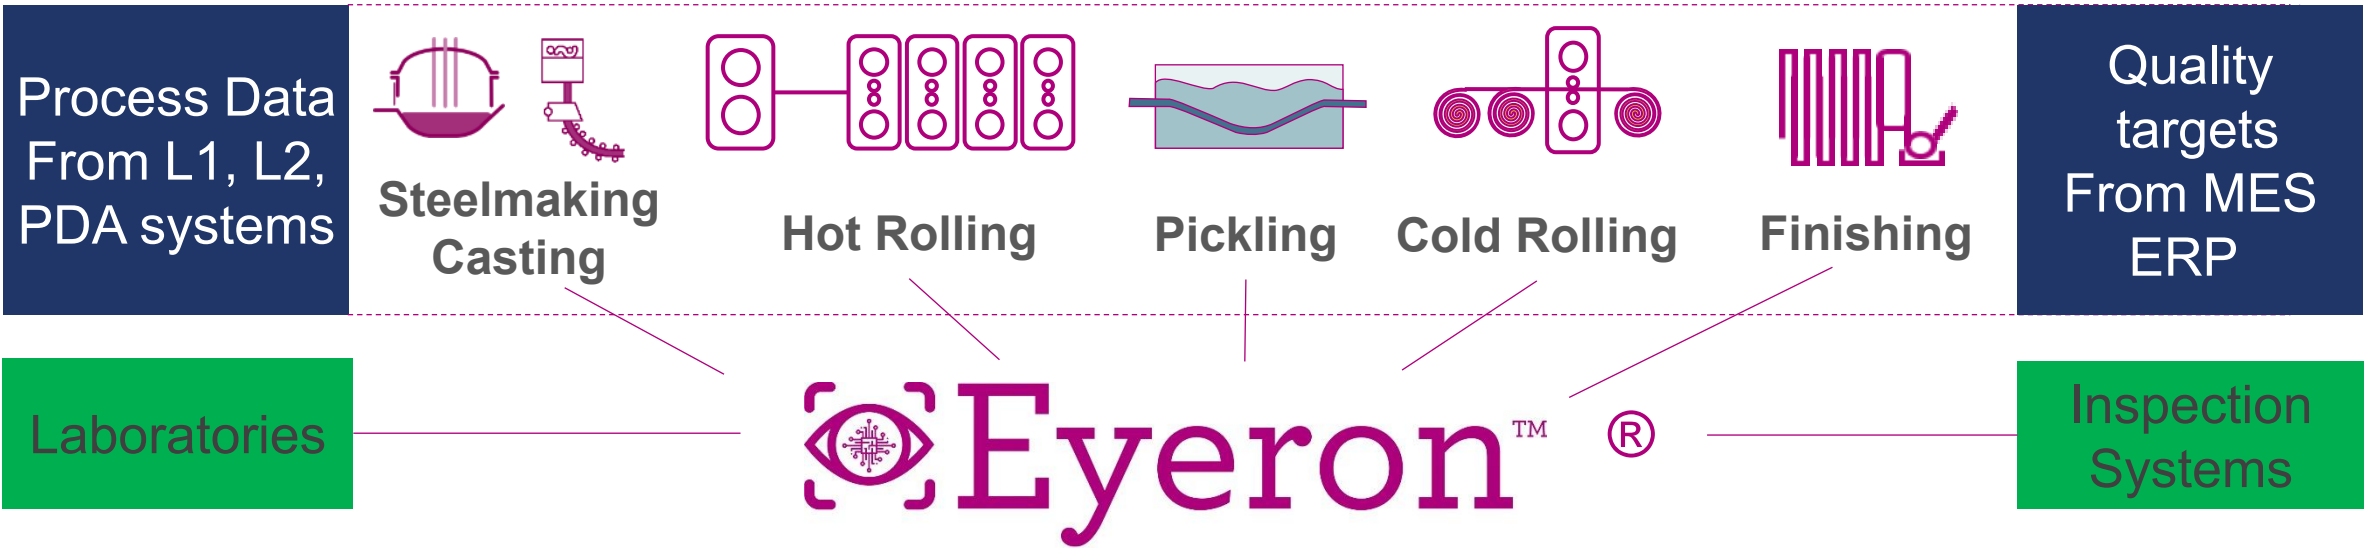 Process Data
From L1, L2,
PDA systems
Steelmaking
Casting
Hot Rolling
Pickling
Cold Rolling
Finishing
Quality
targets
From MES
ERP
Laboratories
Eyeron™ ®
Inspection
Systems